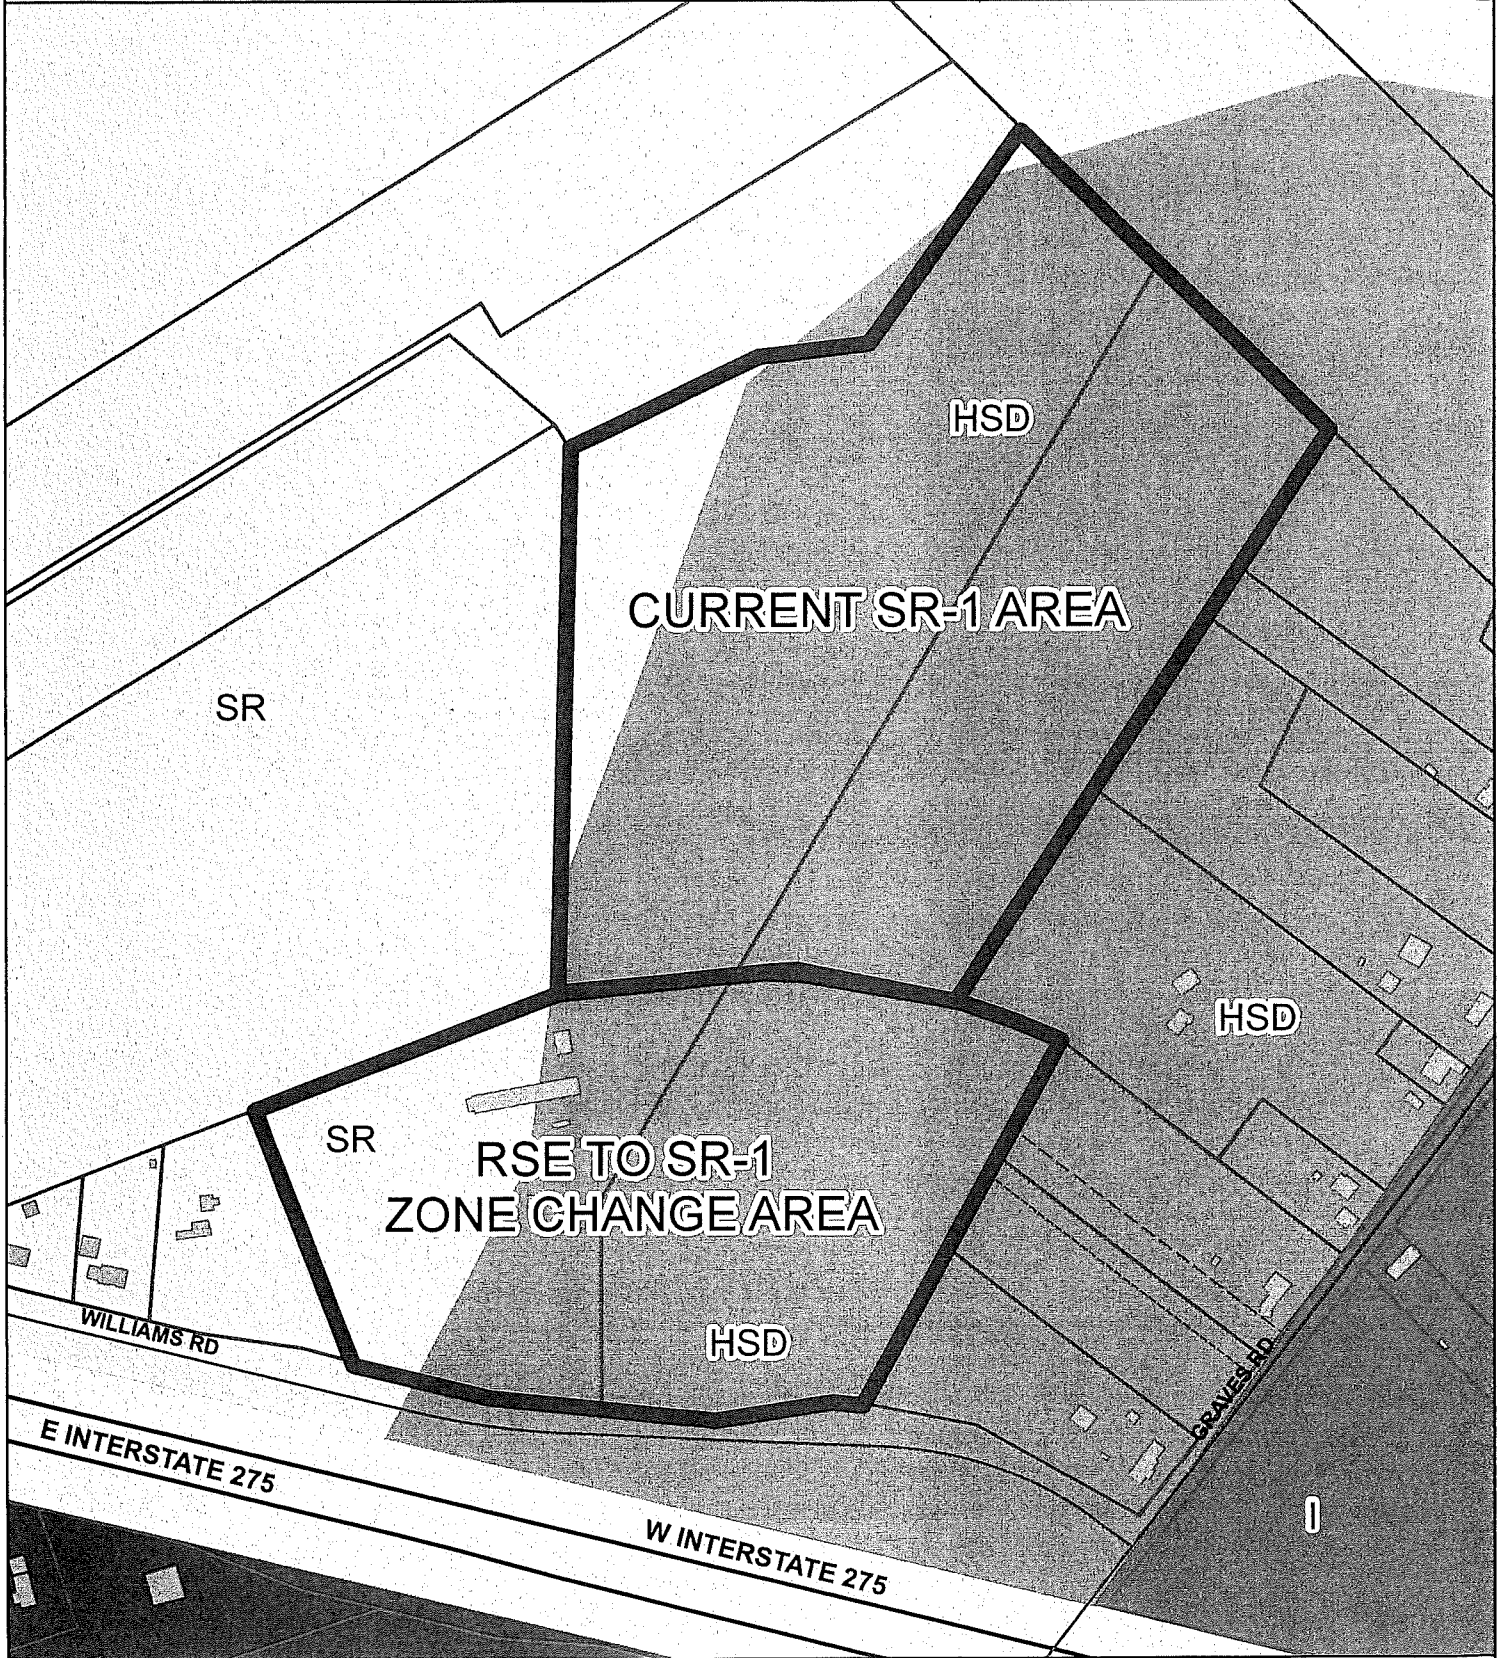 HSD
CURRENT SR-1 AREA
SR
HSD
SR
RSE TO SR-1
ZONE CHANGE AREA
HSD
WILLIAMS RD
GRAVES RD
E INTERSTATE 275
W INTERSTATE 275
I